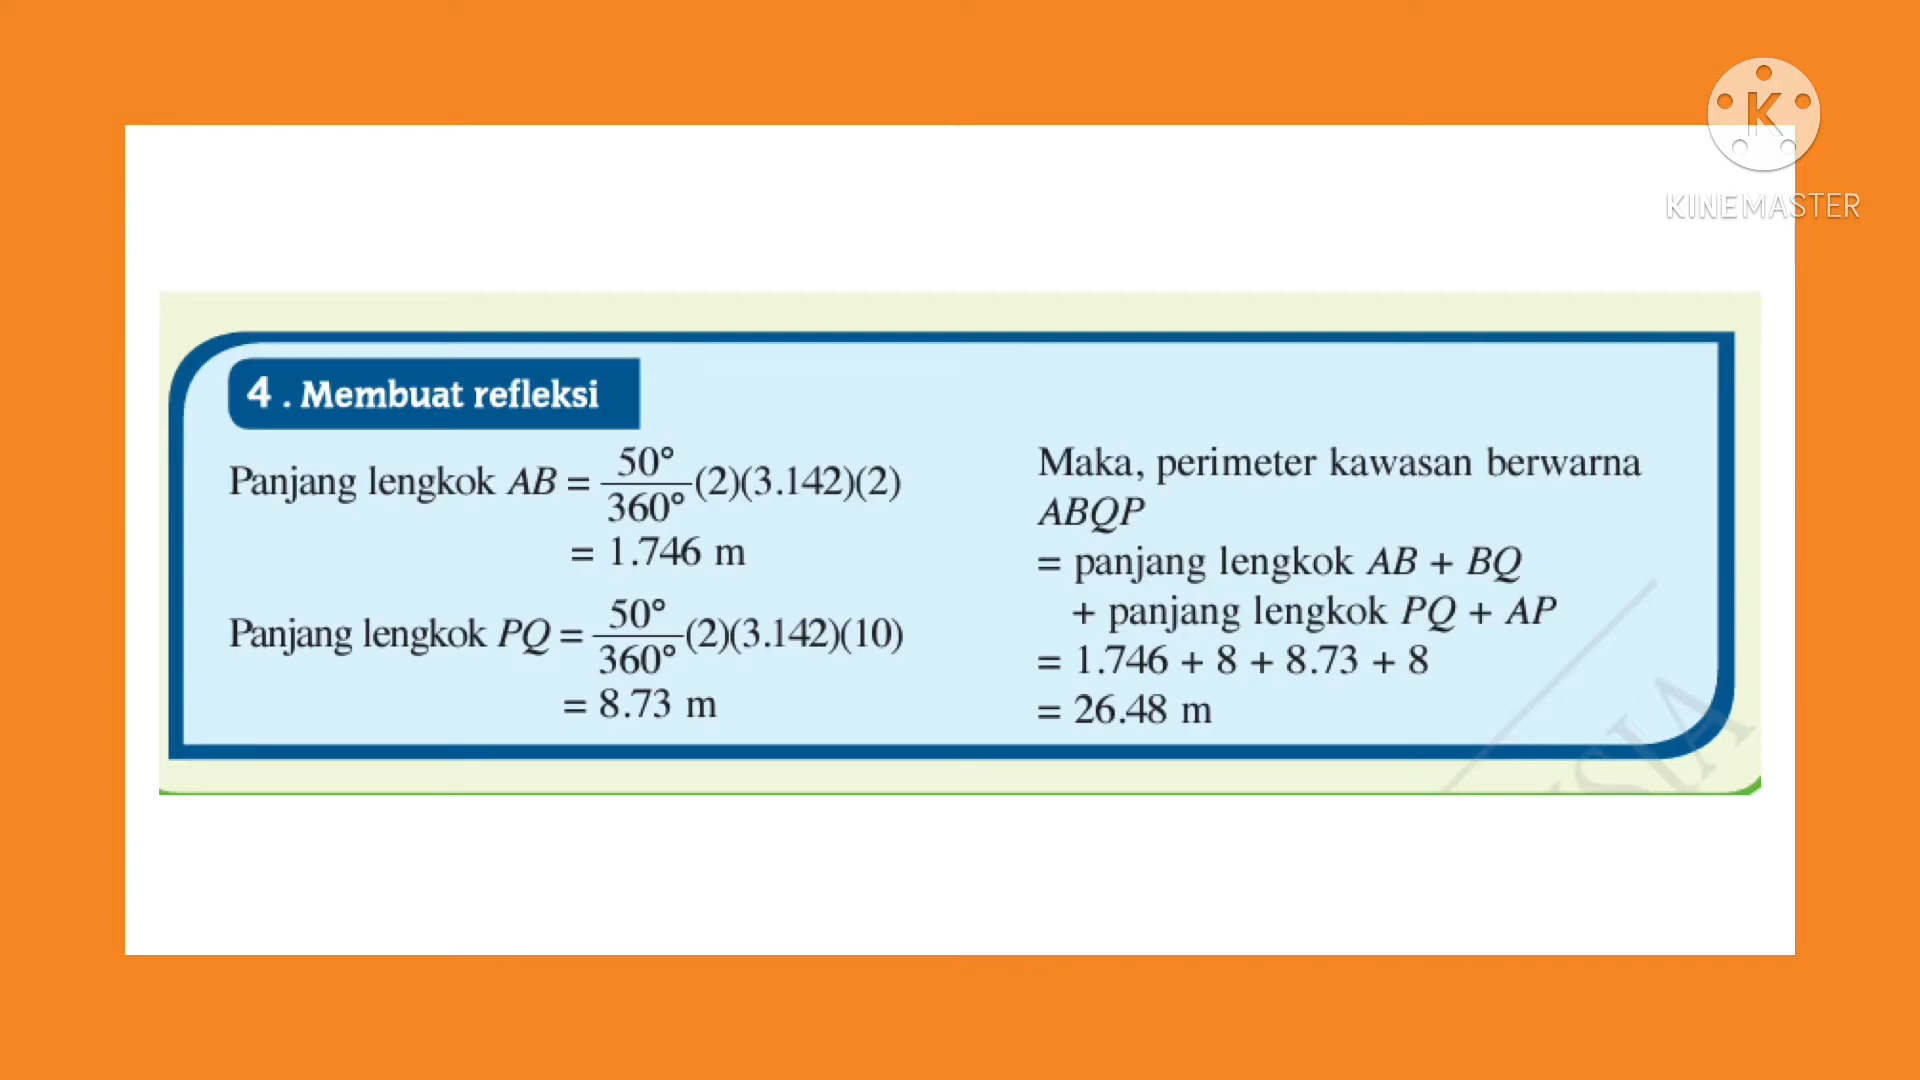 K
KINEMASTER
4 . Membuat refleksi
Panjang lengkok AB = 50°/360° (2)(3.142)(2)
= 1.746 m
Panjang lengkok PQ = 50°/360° (2)(3.142)(10)
= 8.73 m
Maka, perimeter kawasan berwarna
ABQP
= panjang lengkok AB + BQ
+ panjang lengkok PQ + AP
= 1.746 + 8 + 8.73 + 8
= 26.48 m